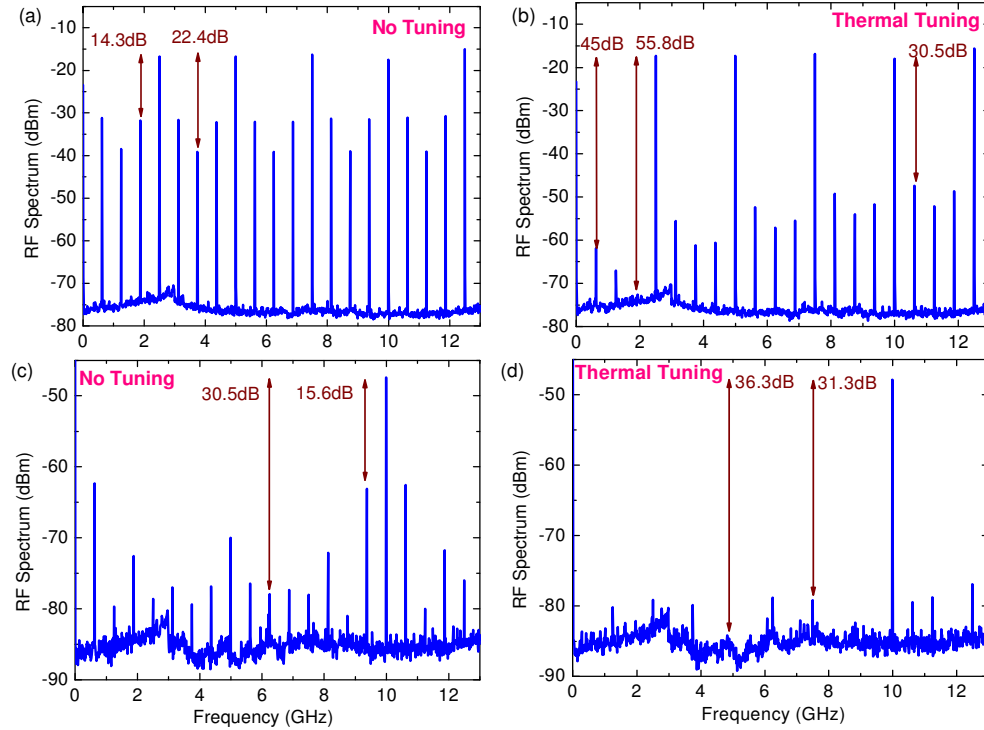 (a)
No Tuning
14.3dB
22.4dB
RF Spectrum (dBm)
-10
-20
-30
-40
-50
-60
-70
-80
0 2 4 6 8 10 12
(b)
Thermal Tuning
-45dB
55.8dB
30.5dB
RF Spectrum (dBm)
-10
-20
-30
-40
-50
-60
-70
-80
0 2 4 6 8 10 12
(c)
No Tuning
30.5dB
15.6dB
RF Spectrum (dBm)
-50
-60
-70
-80
-90
0 2 4 6 8 10 12
Frequency (GHz)
(d)
Thermal Tuning
36.3dB
31.3dB
RF Spectrum (dBm)
-50
-60
-70
-80
-90
0 2 4 6 8 10 12
Frequency (GHz)